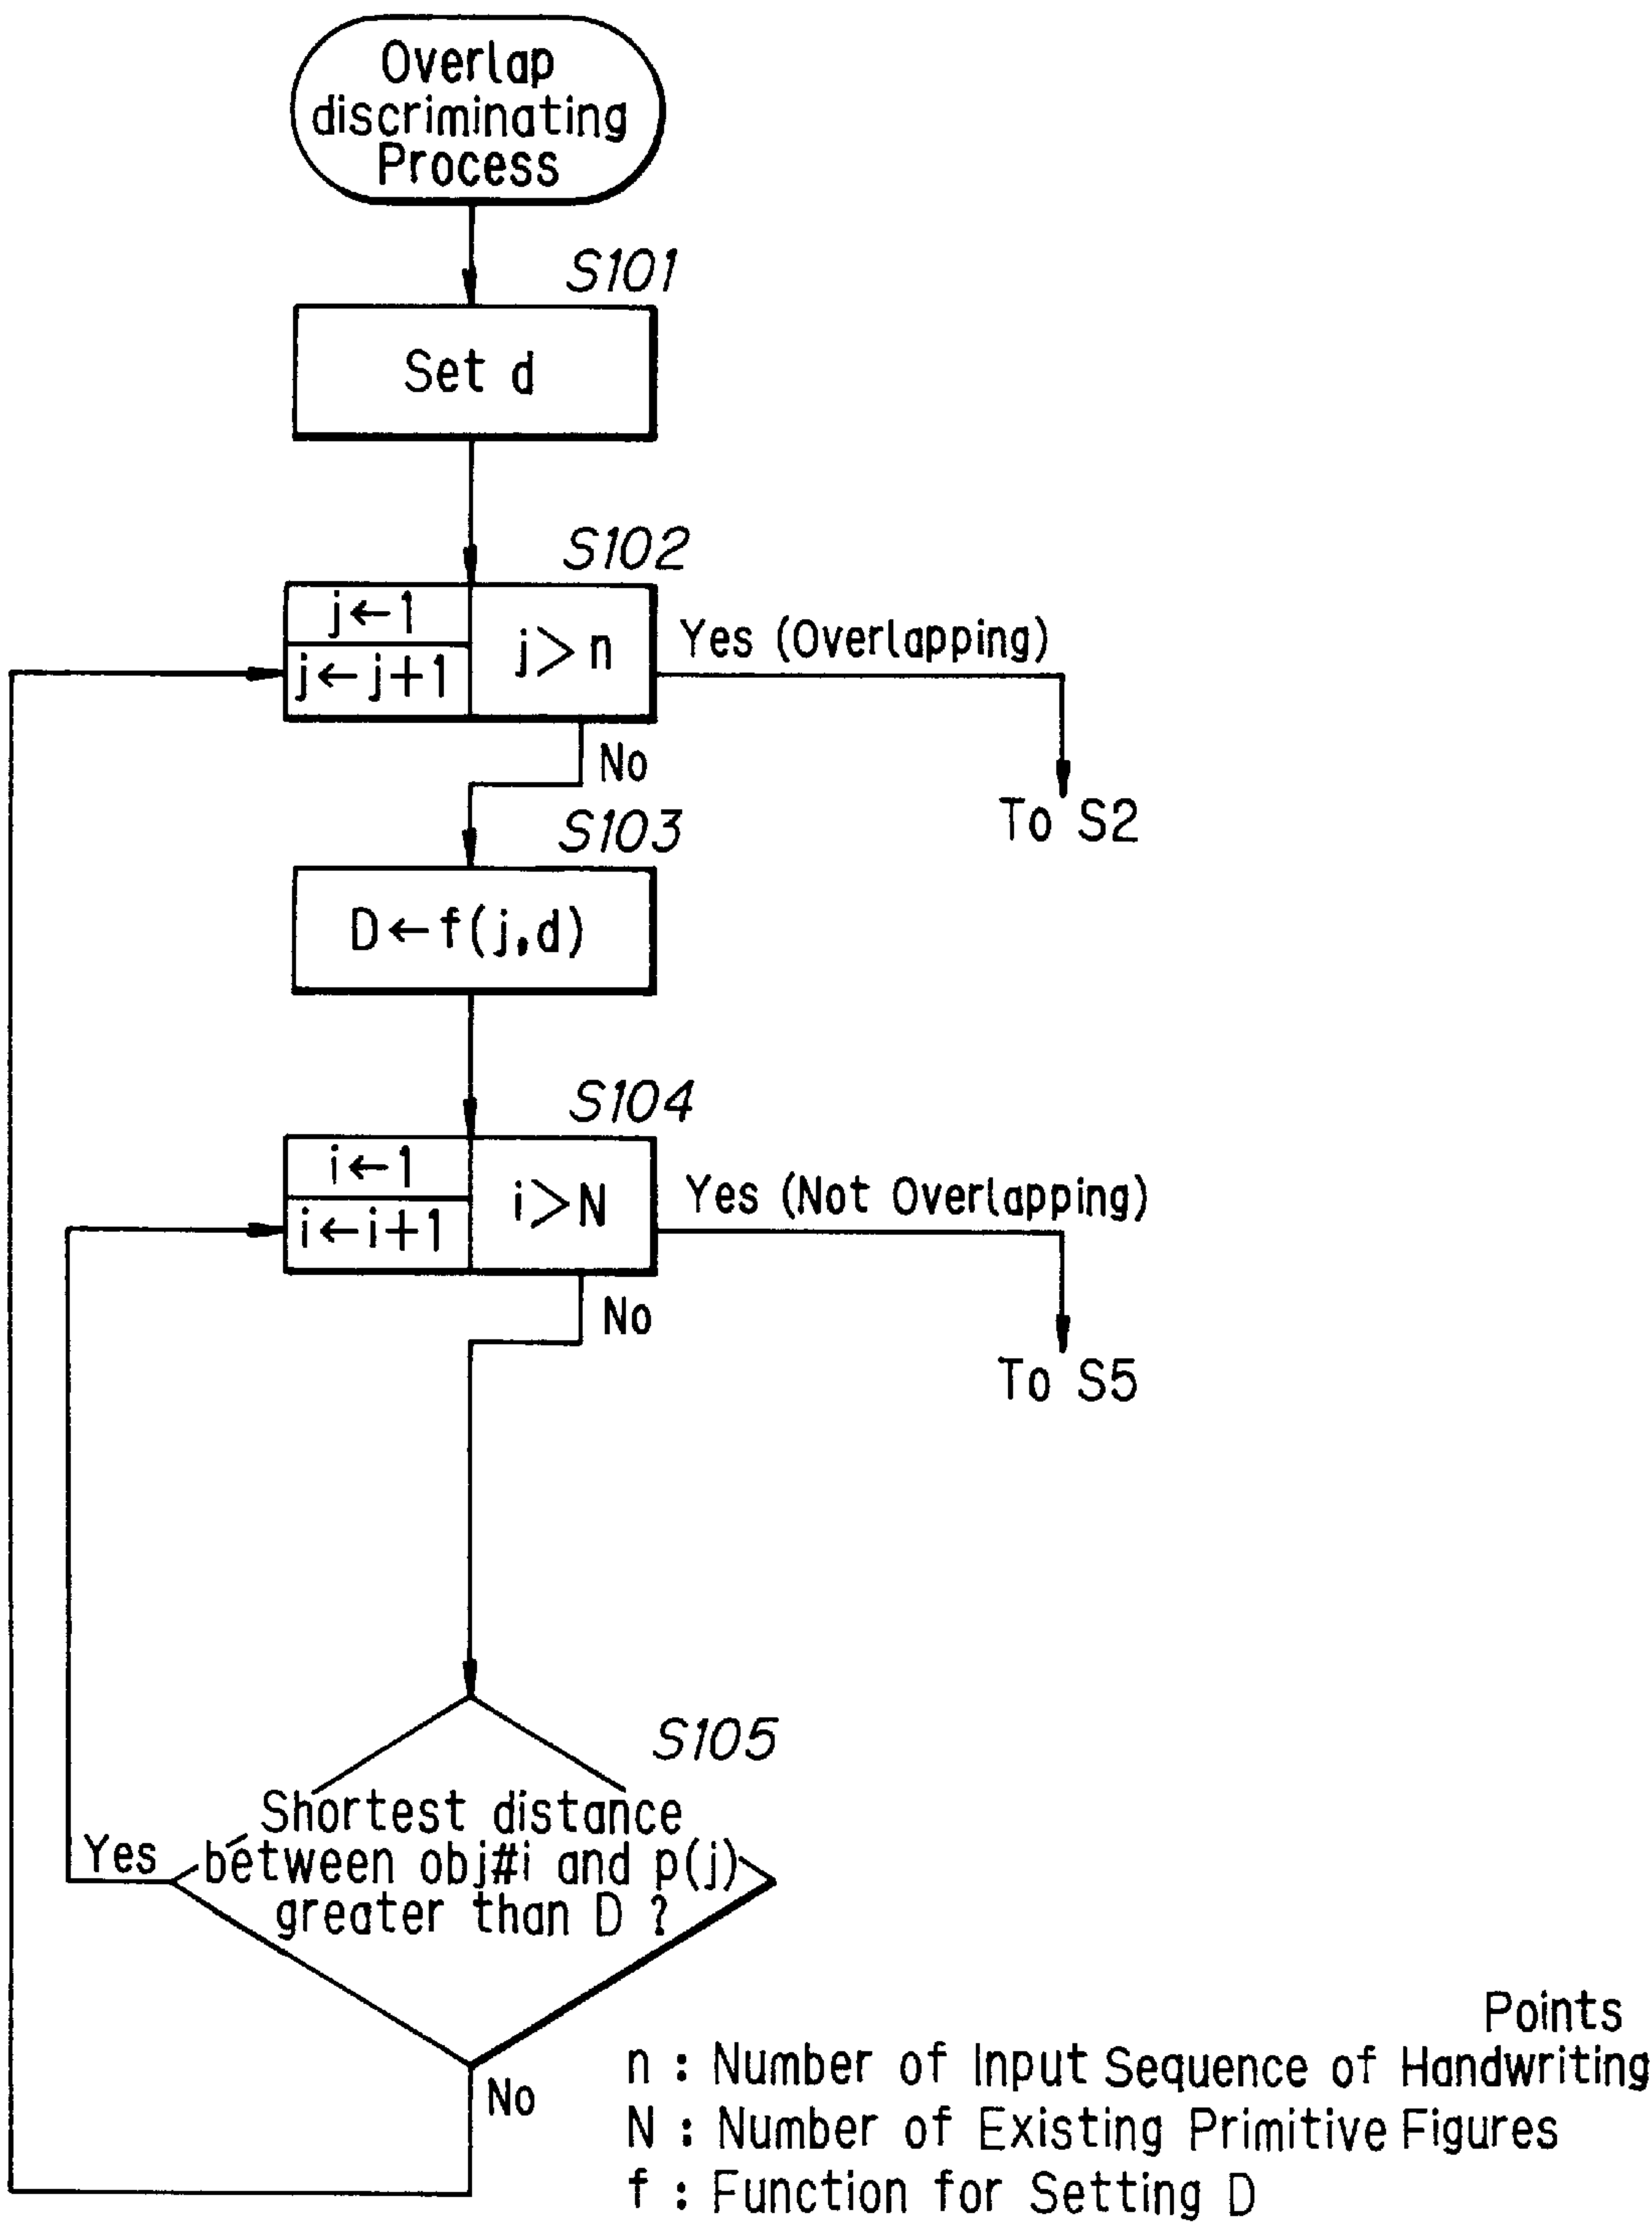 Overlap
discriminating
Process
S101
Set d
S102
j←1
j←j+1
j>n
Yes (Overlapping)
No
To S2
S103
D←f(j,d)
S104
i←1
i←i+1
i>N
Yes (Not Overlapping)
No
To S5
S105
Shortest distance
between obj#i and p(j)
greater than D ?
Yes
No
Points
n : Number of Input Sequence of Handwriting
N : Number of Existing Primitive Figures
f : Function for Setting D